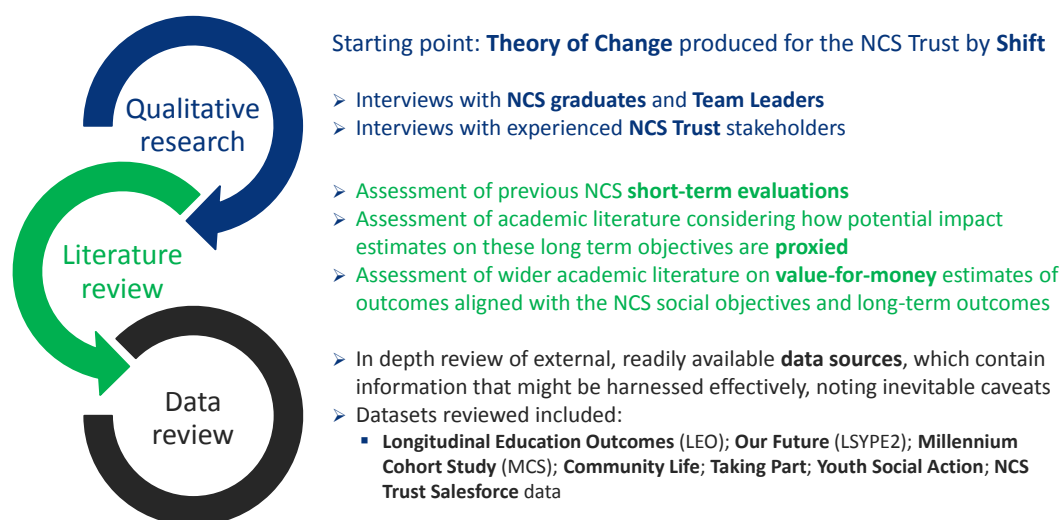 Starting point: Theory of Change produced for the NCS Trust by Shift
Qualitative
research
➢ Interviews with NCS graduates and Team Leaders
➢ Interviews with experienced NCS Trust stakeholders
Literature
review
➢ Assessment of previous NCS short-term evaluations
➢ Assessment of academic literature considering how potential impact
estimates on these long term objectives are proxied
➢ Assessment of wider academic literature on value-for-money estimates of
outcomes aligned with the NCS social objectives and long-term outcomes
Data
review
➢ In depth review of external, readily available data sources, which contain
information that might be harnessed effectively, noting inevitable caveats
➢ Datasets reviewed included:
▪ Longitudinal Education Outcomes (LEO); Our Future (LSYPE2); Millennium
Cohort Study (MCS); Community Life; Taking Part; Youth Social Action; NCS
Trust Salesforce data